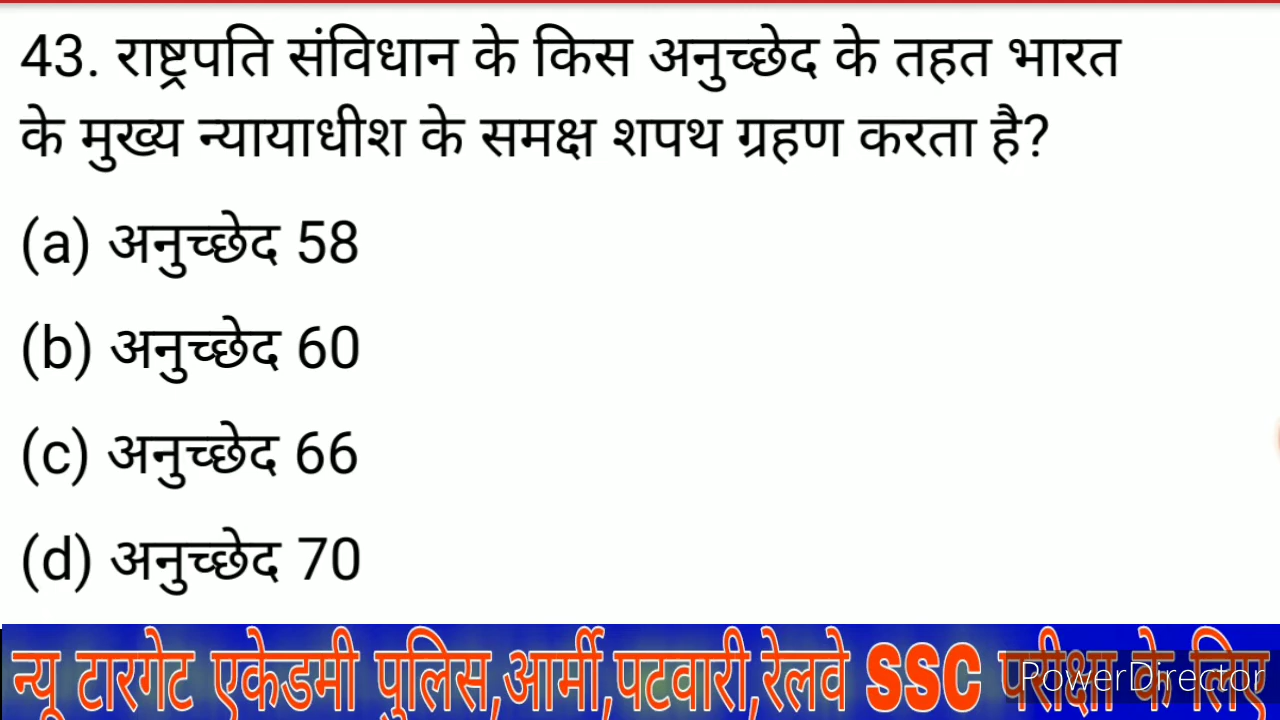 43. राष्ट्रपति संविधान के किस अनुच्छेद के तहत भारत
के मुख्य न्यायाधीश के समक्ष शपथ ग्रहण करता है?
(a) अनुच्छेद 58
(b) अनुच्छेद 60
(c) अनुच्छेद 66
(d) अनुच्छेद 70
न्यू टारगेट एकेडमी पुलिस,आर्मी,पटवारी,रेलवे SSC परीक्षा के लिए
PowerDirector